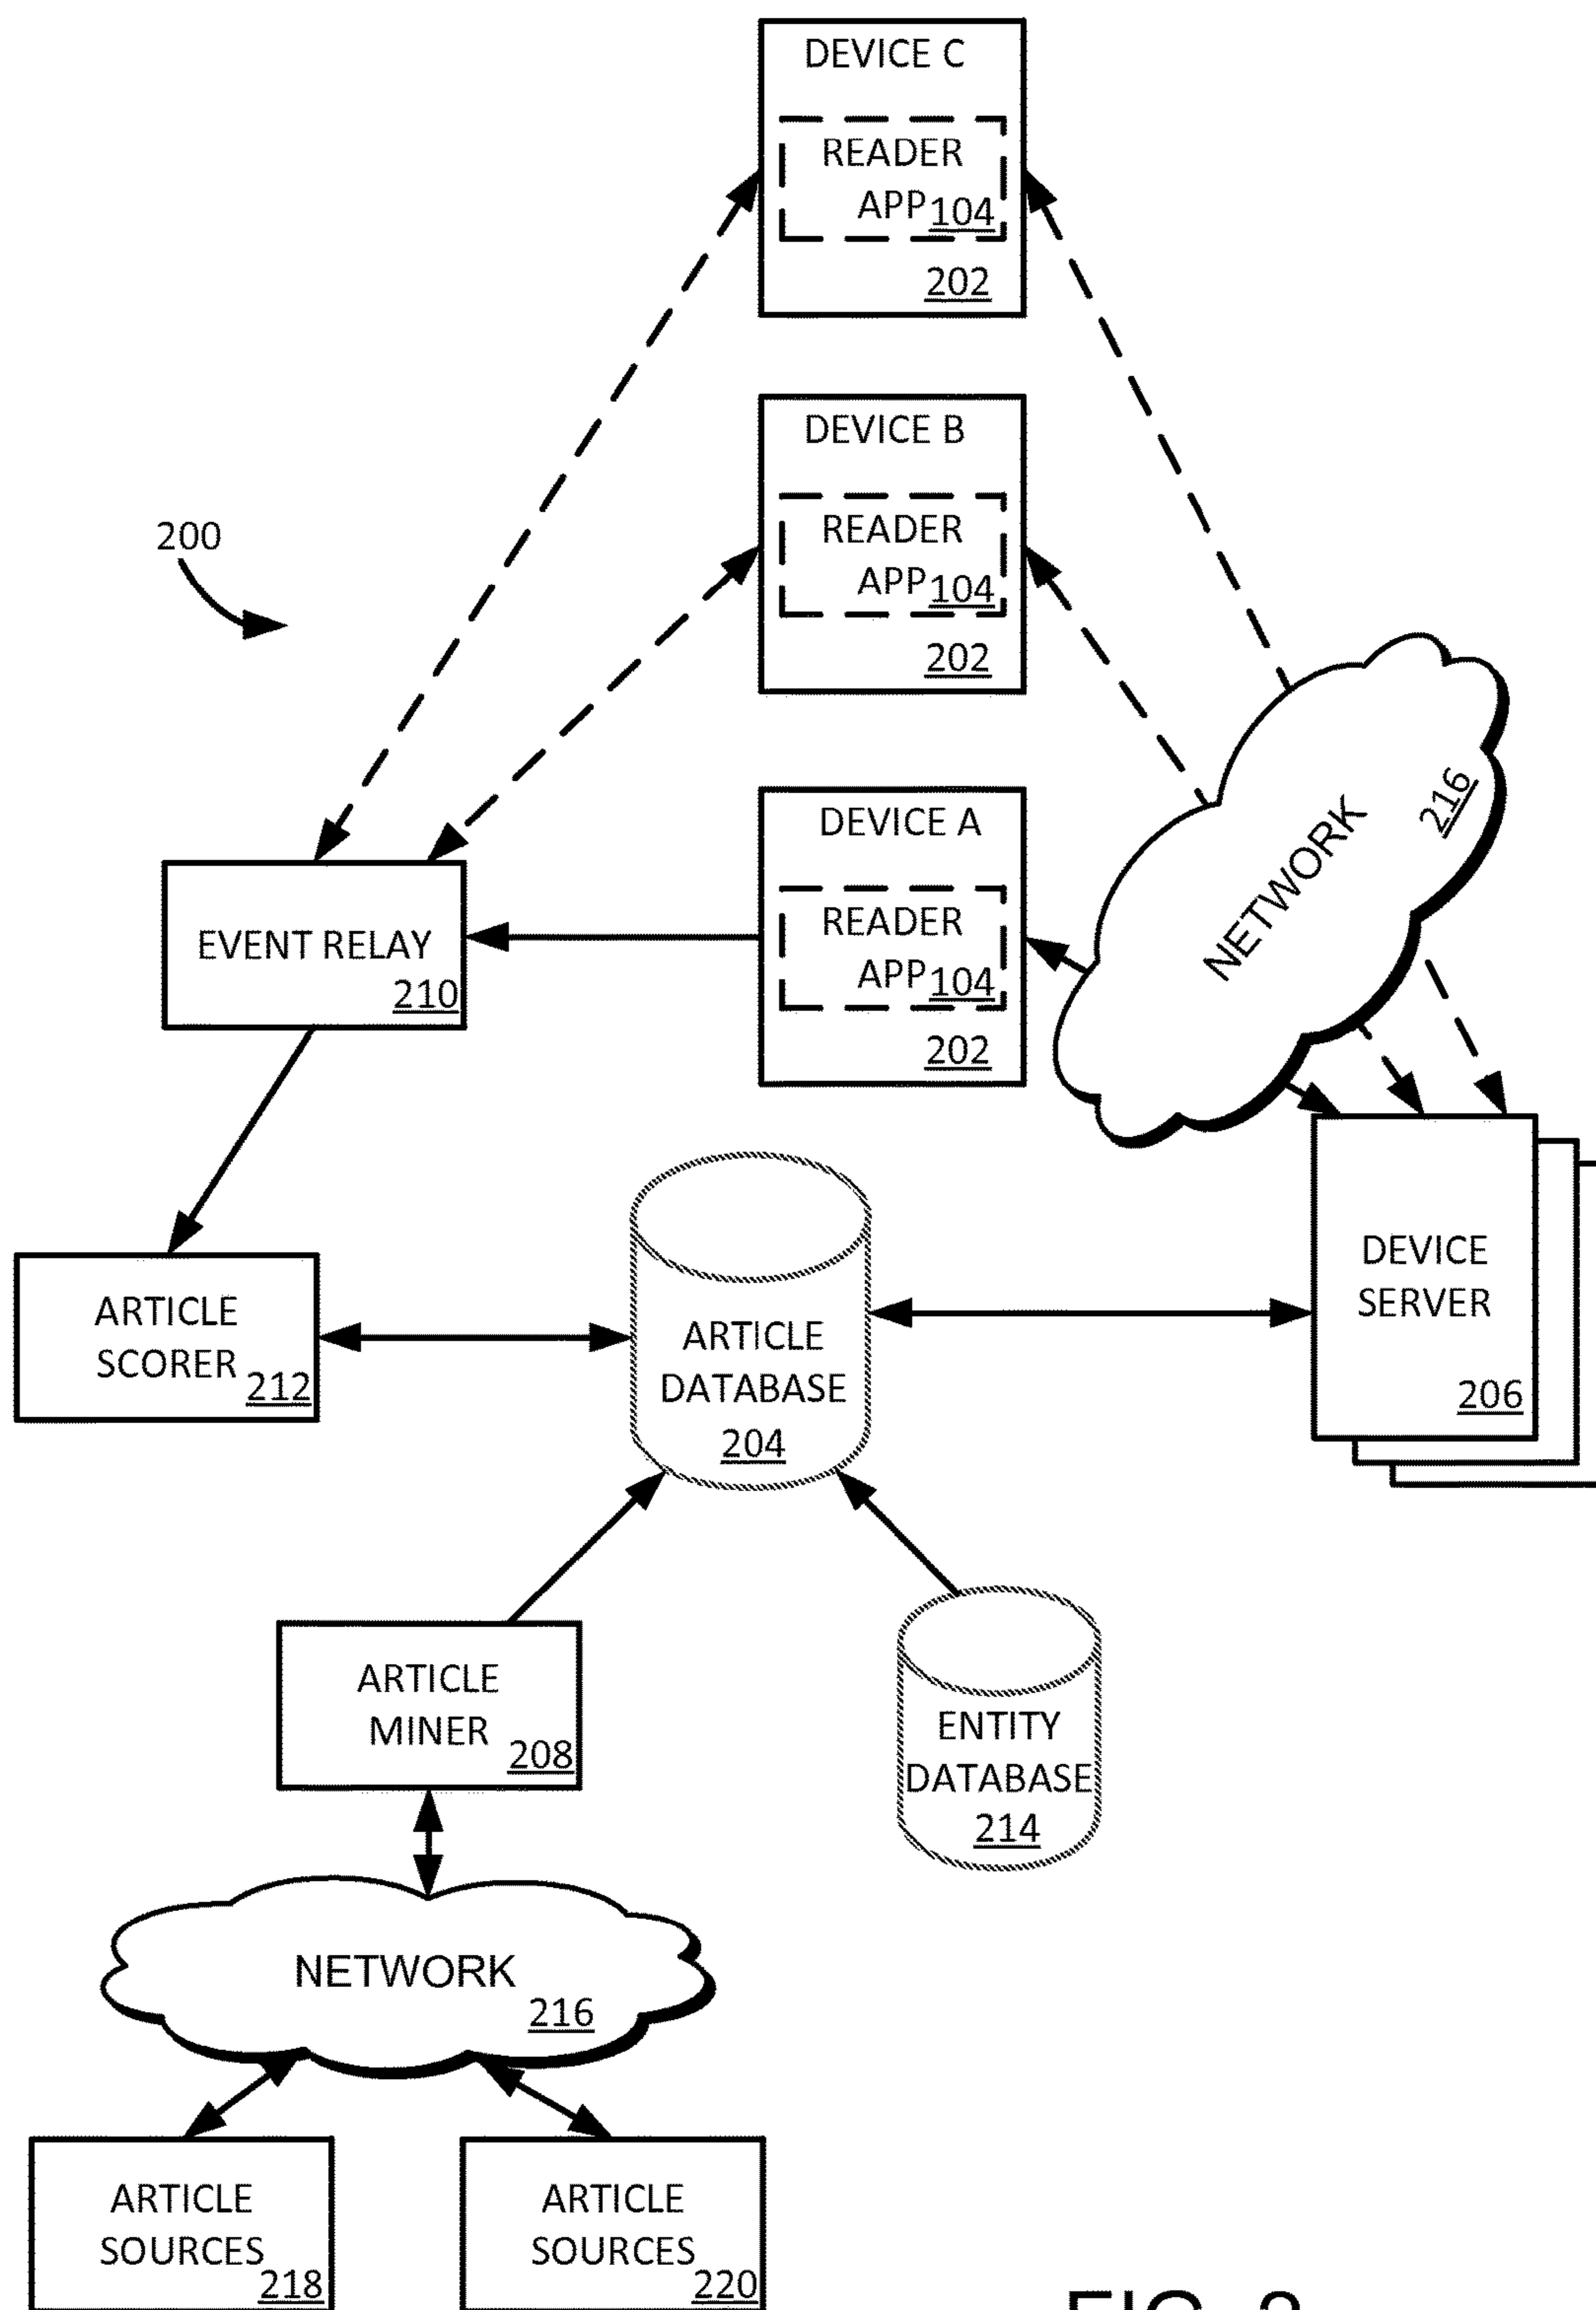 DEVICE C
READER
APP 104
202
DEVICE B
READER
APP 104
202
200
DEVICE A
READER
APP 104
202
NETWORK
216
EVENT RELAY
210
DEVICE
SERVER
206
ARTICLE
SCORER
212
ARTICLE
DATABASE
204
ARTICLE
MINER
208
ENTITY
DATABASE
214
NETWORK
216
ARTICLE
SOURCES
218
ARTICLE
SOURCES
220